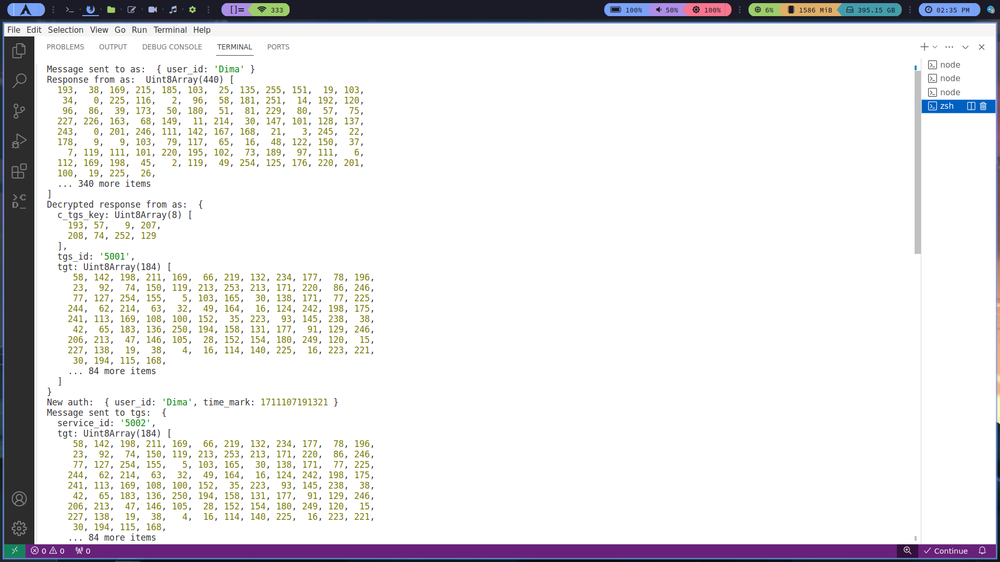 []= 333 100% 50% 100% 6% 1586 MiB 395.15 GB 02:35 PM
File Edit Selection View Go Run Terminal Help
PROBLEMS OUTPUT DEBUG CONSOLE TERMINAL PORTS
node
node
node
zsh
Message sent to as:  { user_id: 'Dima' }
Response from as:  Uint8Array(440) [
193,  38, 169, 215, 185, 103,  25, 135, 255, 151,  19, 103,
34,   0, 225, 116,   2,  96,  58, 181, 251,  14, 192, 120,
96,  86,  39, 173,  50, 180,  51,  81, 229,  80,  57,  75,
227, 226, 163,  68, 149,  11, 214,  30, 147, 101, 128, 137,
243,   0, 201, 246, 111, 142, 167, 168,  21,   3, 245,  22,
178,   9,   9, 103,  79, 117,  65,  16,  48, 122, 150,  37,
7, 119, 111, 101, 220, 195, 102,  73, 189,  97, 111,   6,
112, 169, 198,  45,   2, 119,  49, 254, 125, 176, 220, 201,
100,  19, 225,  26,
... 340 more items
]
Decrypted response from as:  {
c_tgs_key: Uint8Array(8) [
193, 57,   9, 207,
208, 74, 252, 129
],
tgs_id: '5001',
tgt: Uint8Array(184) [
58, 142, 198, 211, 169,  66, 219, 132, 234, 177,  78, 196,
23,  92,  74, 150, 119, 213, 253, 213, 171, 220,  86, 246,
77, 127, 254, 155,   5, 103, 165,  30, 138, 171,  77, 225,
244,  62, 214,  63,  32,  49, 164,  16, 124, 242, 198, 175,
241, 113, 169, 108, 100, 152,  35, 223,  93, 145, 238,  38,
42,  65, 183, 136, 250, 194, 158, 131, 177,  91, 129, 246,
206, 213,  47, 146, 105,  28, 152, 154, 180, 249, 120,  15,
227, 138,  19,  38,   4,  16, 114, 140, 225,  16, 223, 221,
30, 194, 115, 168,
... 84 more items
]
}
New auth:  { user_id: 'Dima', time_mark: 1711107191321 }
Message sent to tgs:  {
service_id: '5002',
tgt: Uint8Array(184) [
58, 142, 198, 211, 169,  66, 219, 132, 234, 177,  78, 196,
23,  92,  74, 150, 119, 213, 253, 213, 171, 220,  86, 246,
77, 127, 254, 155,   5, 103, 165,  30, 138, 171,  77, 225,
244,  62, 214,  63,  32,  49, 164,  16, 124, 242, 198, 175,
241, 113, 169, 108, 100, 152,  35, 223,  93, 145, 238,  38,
42,  65, 183, 136, 250, 194, 158, 131, 177,  91, 129, 246,
206, 213,  47, 146, 105,  28, 152, 154, 180, 249, 120,  15,
227, 138,  19,  38,   4,  16, 114, 140, 225,  16, 223, 221,
30, 194, 115, 168,
... 84 more items
0 0 0 Continue